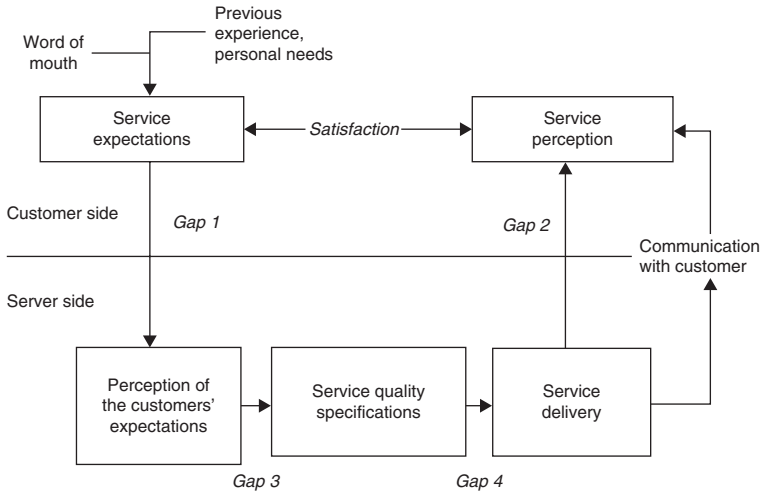 Previous
experience,
personal needs
Word of
mouth
Service
expectations
Satisfaction
Service
perception
Customer side
Gap 1
Gap 2
Communication
with customer
Server side
Perception of
the customers'
expectations
Service quality
specifications
Service
delivery
Gap 3
Gap 4